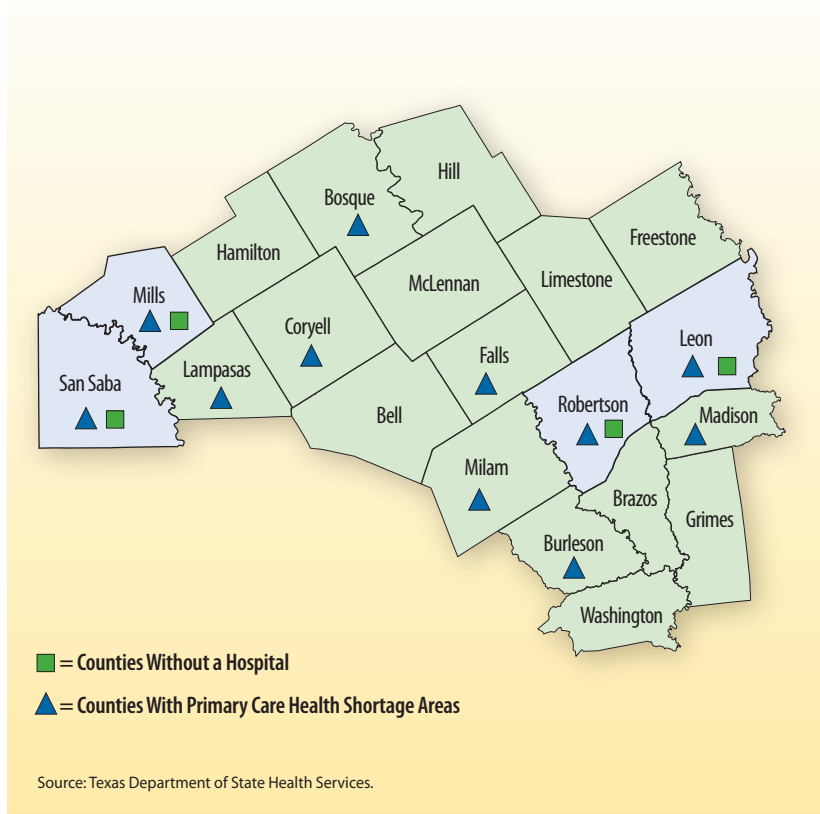 Hill
Bosque
Freestone
Hamilton
McLennan
Limestone
Mills
Coryell
Leon
Falls
Lampasas
San Saba
Robertson
Bell
Madison
Milam
Brazos
Grimes
Burleson
Washington
= Counties Without a Hospital
= Counties With Primary Care Health Shortage Areas
Source: Texas Department of State Health Services.